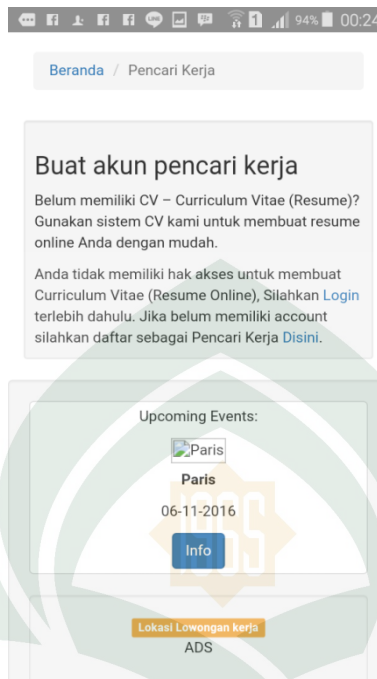 94% 00:24
Beranda / Pencari Kerja
Buat akun pencari kerja
Belum memiliki CV – Curriculum Vitae (Resume)?
Gunakan sistem CV kami untuk membuat resume
online Anda dengan mudah.
Anda tidak memiliki hak akses untuk membuat
Curriculum Vitae (Resume Online), Silahkan Login
terlebih dahulu. Jika belum memiliki account
silahkan daftar sebagai Pencari Kerja Disini.
Upcoming Events:
Paris
Paris
06-11-2016
Info
Lokasi Lowongan kerja
ADS